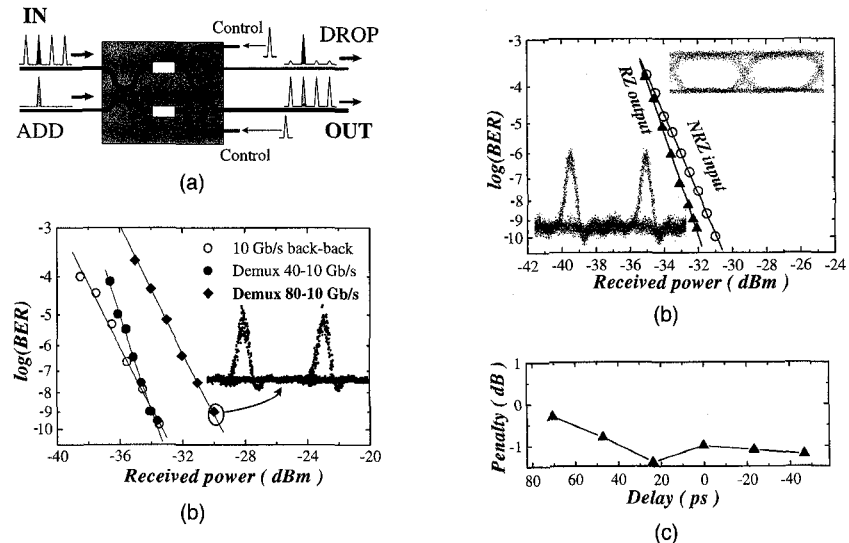 IN
Control
DROP
ADD
Control
OUT
(a)
log(BER)
-3
-4
-5
-6
-7
-8
-9
-10
10 Gb/s back-back
Demux 40-10 Gb/s
Demux 80-10 Gb/s
-40 -36 -32 -28 -24 -20
Received power ( dBm )
(b)
log(BER)
-3
-4
-5
-6
-7
-8
-9
-10
RZ output
NRZ input
-42 -40 -38 -36 -34 -32 -30 -28 -26 -24
Received power ( dBm )
(b)
Penalty ( dB )
1
0
-1
80 60 40 20 0 -20 -40
Delay ( ps )
(c)